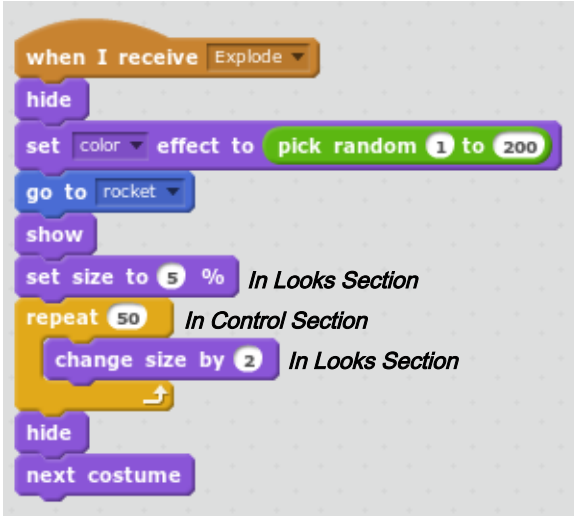 when I receive Explode
hide
set color effect to pick random 1 to 200
go to rocket
show
set size to 5 % In Looks Section
repeat 50 In Control Section
change size by 2 In Looks Section
hide
next costume